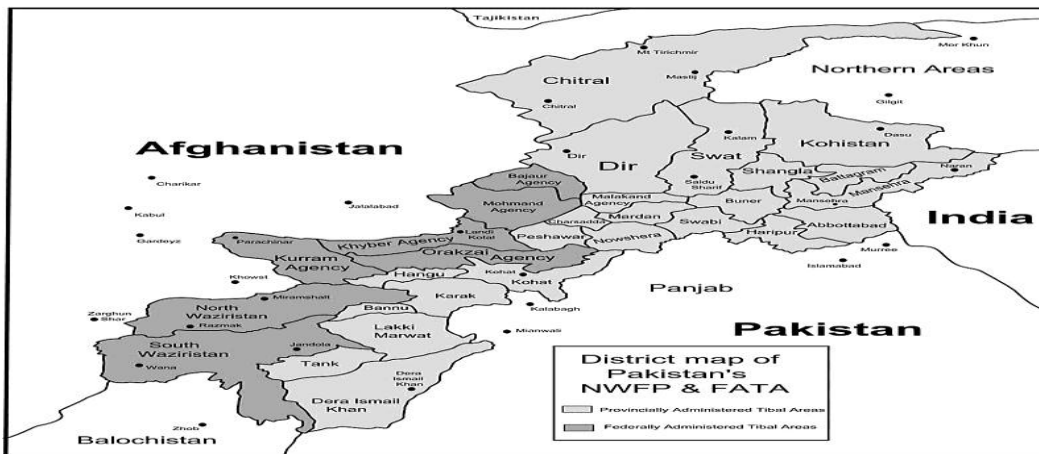 Tajikistan
Mor Khun
Mt Tirichmir
Northern Areas
Chitral
Mastij
Chitral
Gilgit
Afghanistan
Dasu
Kalam
Kohistan
Dir
Dir
Swat
Naran
Shangla
Battagram
Bajaur
Agency
Saidu
Sharif
Mansehra
Charikar
Malakand
Agency
Buner
Mansehra
Mohmand
Agency
Jalalabad
Kabul
Charsadda
Mardan
Swabi
Abbottabad
India
Haripur
Landi
Kotal
Peshawar
Nowshera
Gardeyz
Parachinar
Khyber Agency
Murree
Orakzai
Agency
Islamabad
Kurram
Agency
Hangu
Kohat
Kohat
Khowst
Panjab
Karak
Miramshah
Kalabagh
North
Waziristan
Bannu
Zarghun
Shar
Razmak
Lakki
Marwat
Mianwali
Pakistan
South
Waziristan
Jandola
Wana
Tank
Dera
Ismail
Khan
Dera Ismail
Khan
Zhob
Balochistan
District map of
Pakistan's
NWFP & FATA
Provincially Administered Tibal Areas
Federally Administered Tibal Areas